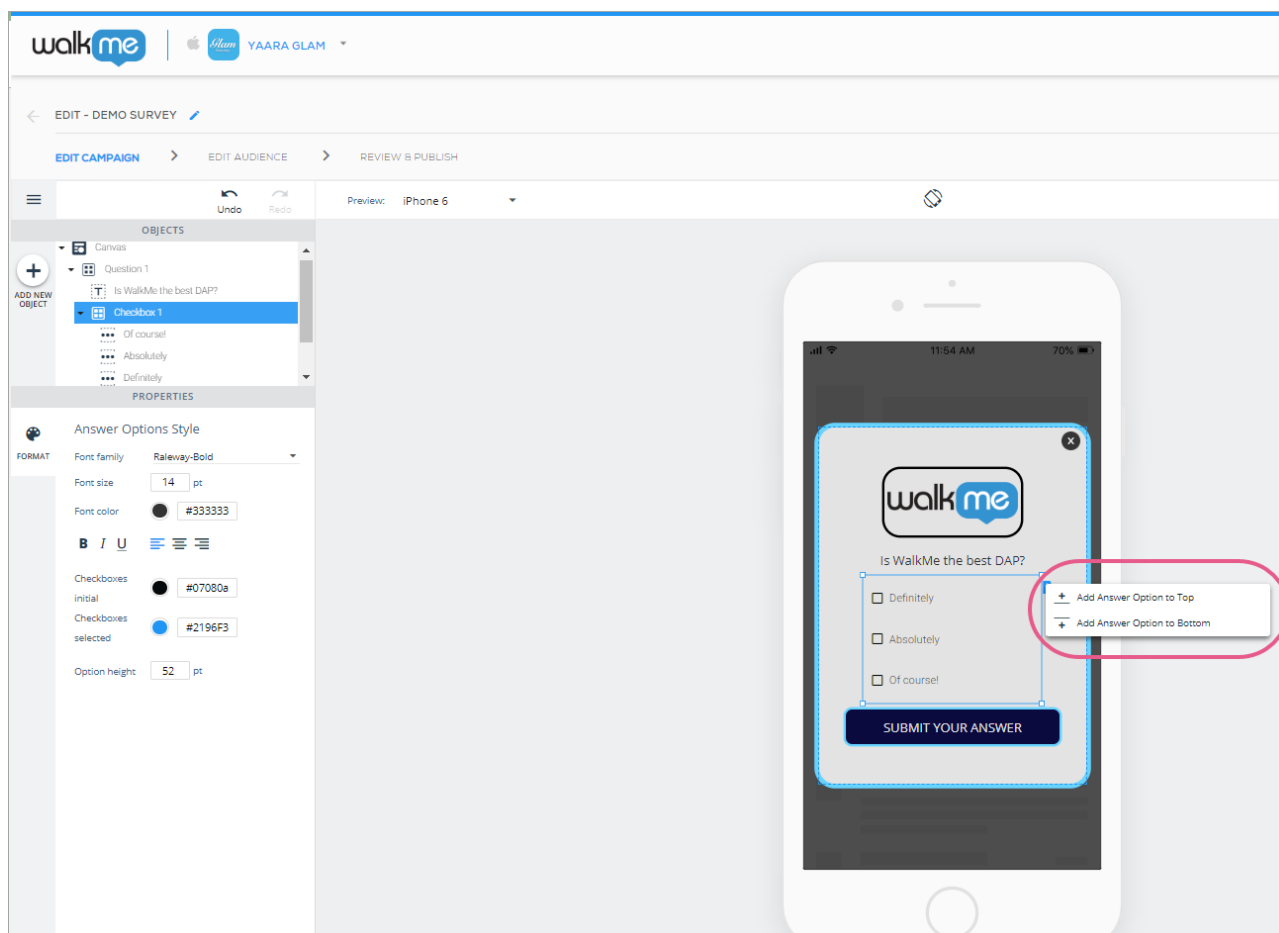 walkme
Glam
YAARA GLAM
EDIT - DEMO SURVEY
EDIT CAMPAIGN
EDIT AUDIENCE
REVIEW & PUBLISH
Undo
Redo
Preview: iPhone 6
OBJECTS
ADD NEW
OBJECT
Canvas
Question 1
T Is WalkMe the best DAP?
Checkbox 1
Of course!
Absolutely
Definitely
PROPERTIES
FORMAT
Answer Options Style
Font family Raleway-Bold
Font size 14 pt
Font color #333333
B I U
Checkboxes
initial #07080a
Checkboxes
selected #2196F3
Option height 52 pt
11:54 AM 70%
x
walkme
Is WalkMe the best DAP?
Definitely
Absolutely
Of course!
SUBMIT YOUR ANSWER
Add Answer Option to Top
Add Answer Option to Bottom